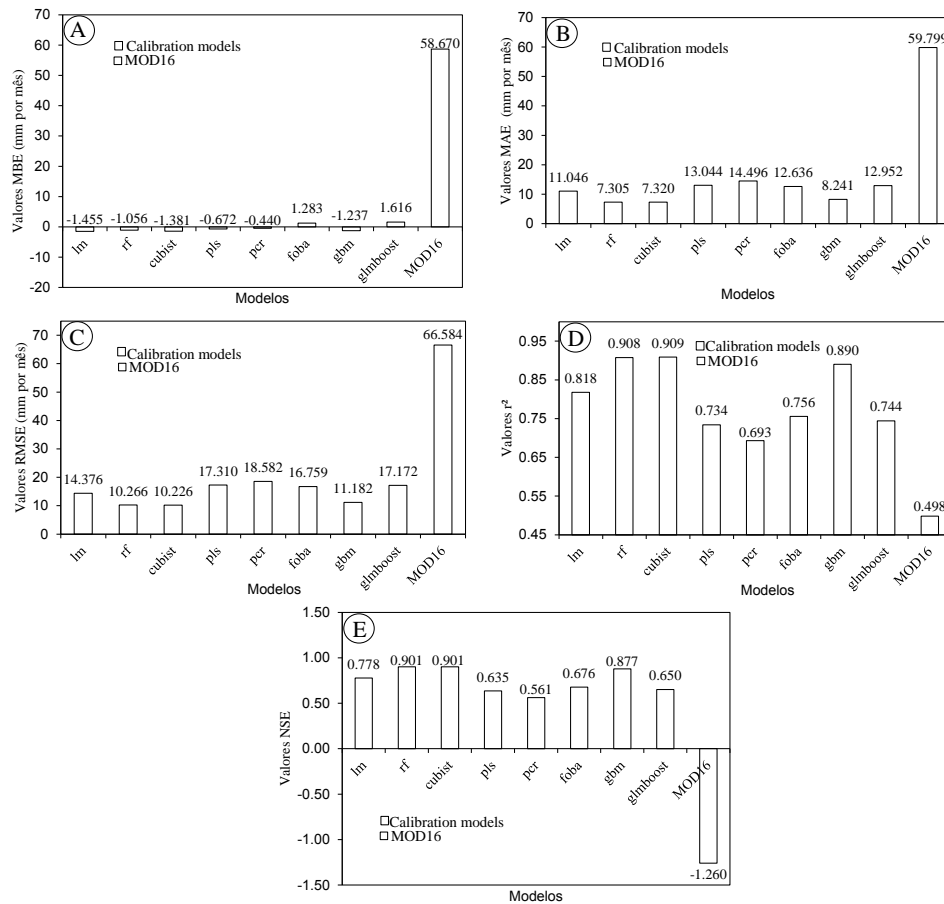 A
70
60
50
40
30
20
10
0
-10
-20
Valores MBE (mm por mês)
Calibration models
MOD16
-1.455
-1.056
-1.381
-0.672
-0.440
1.283
-1.237
1.616
58.670
lm
rf
cubist
pls
pcr
foba
gbm
glmboost
MOD16
Modelos
B
70
60
50
40
30
20
10
0
Valores MAE (mm por mês)
Calibration models
MOD16
11.046
7.305
7.320
13.044
14.496
12.636
8.241
12.952
59.799
lm
rf
cubist
pls
pcr
foba
gbm
glmboost
MOD16
Modelos
C
70
60
50
40
30
20
10
0
Valores RMSE (mm por mês)
Calibration models
MOD16
14.376
10.266
10.226
17.310
18.582
16.759
11.182
17.172
66.584
lm
rf
cubist
pls
pcr
foba
gbm
glmboost
MOD16
Modelos
D
0.95
0.85
0.75
0.65
0.55
0.45
Valores r²
Calibration models
MOD16
0.818
0.908
0.909
0.734
0.693
0.756
0.890
0.744
0.498
lm
rf
cubist
pls
pcr
foba
gbm
glmboost
MOD16
Modelos
E
1.50
1.00
0.50
0.00
-0.50
-1.00
-1.50
Valores NSE
0.778
0.901
0.901
0.635
0.561
0.676
0.877
0.650
-1.260
lm
rf
cubist
pls
pcr
foba
gbm
glmboost
MOD16
Calibration models
MOD16
Modelos